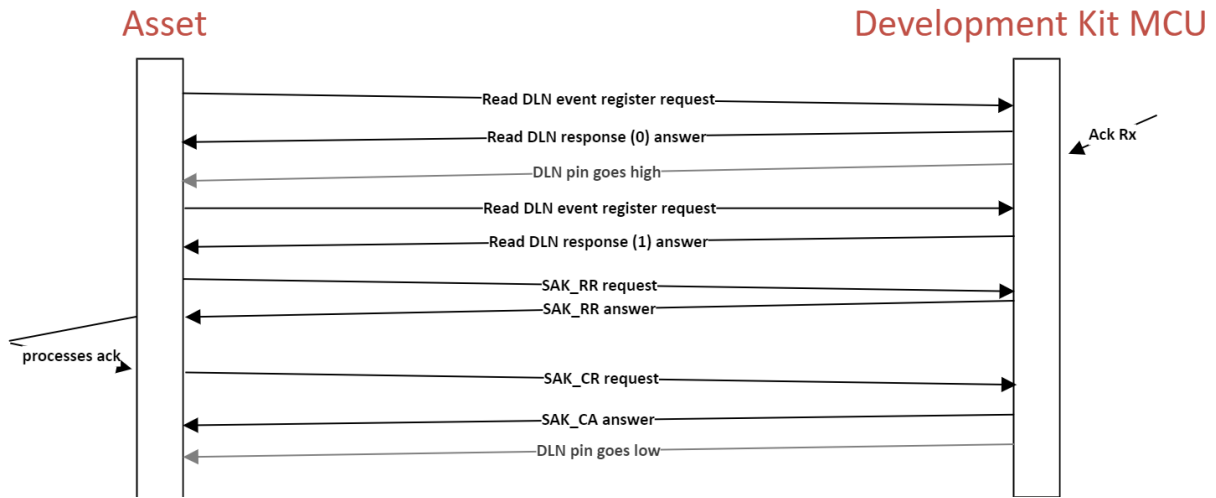 Asset
Development Kit MCU
Read DLN event register request
Read DLN response (0) answer
Ack Rx
DLN pin goes high
Read DLN event register request
Read DLN response (1) answer
SAK_RR request
SAK_RR answer
processes ack
SAK_CR request
SAK_CA answer
DLN pin goes low